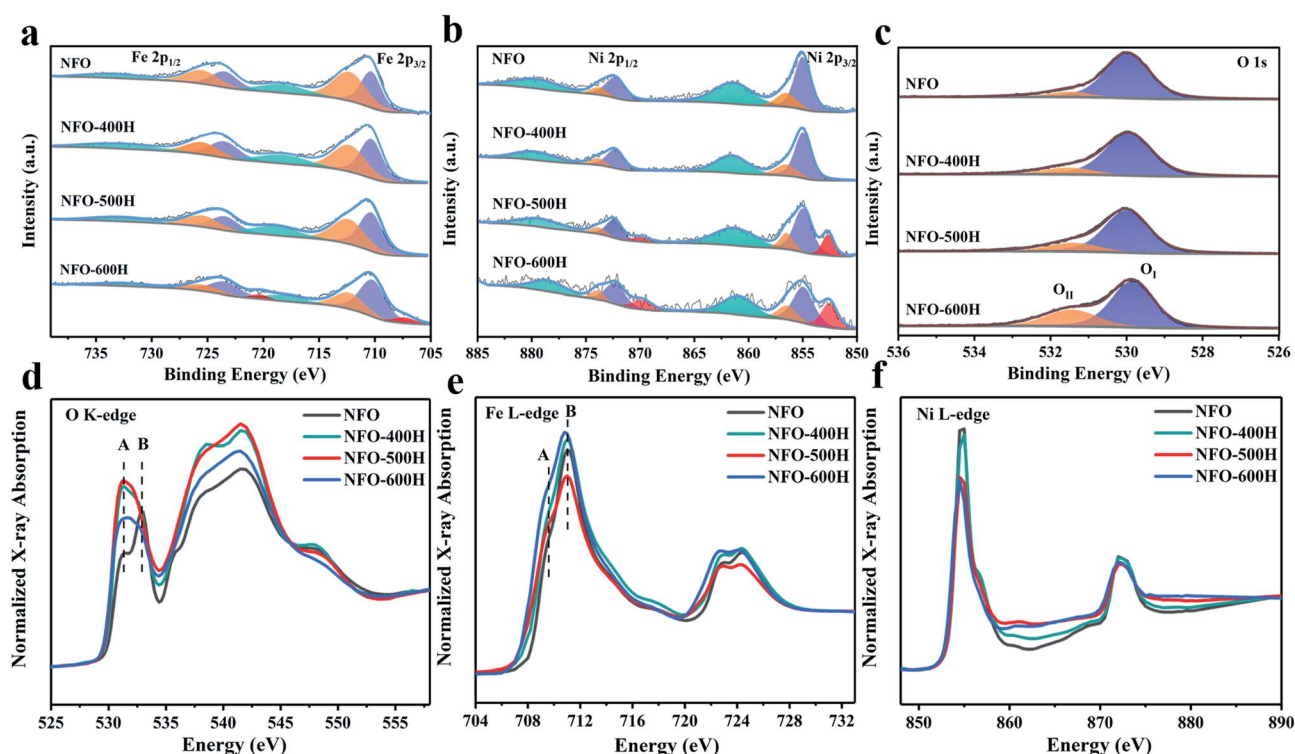 a
Fe 2p1/2
Fe 2p3/2
NFO
NFO-400H
NFO-500H
NFO-600H
Intensity (a.u.)
735 730 725 720 715 710 705
Binding Energy (eV)
b
Ni 2p1/2
Ni 2p3/2
NFO
NFO-400H
NFO-500H
NFO-600H
Intensity (a.u.)
885 880 875 870 865 860 855 850
Binding Energy (eV)
c
O 1s
NFO
NFO-400H
NFO-500H
NFO-600H
OII
OI
Intensity (a.u.)
536 534 532 530 528 526
Binding Energy (eV)
d
O K-edge
A B
NFO
NFO-400H
NFO-500H
NFO-600H
Normalized X-ray Absorption
525 530 535 540 545 550 555
Energy (eV)
e
Fe L-edge
A
B
NFO
NFO-400H
NFO-500H
NFO-600H
Normalized X-ray Absorption
704 708 712 716 720 724 728 732
Energy (eV)
f
Ni L-edge
NFO
NFO-400H
NFO-500H
NFO-600H
Normalized X-ray Absorption
850 860 870 880 890
Energy (eV)